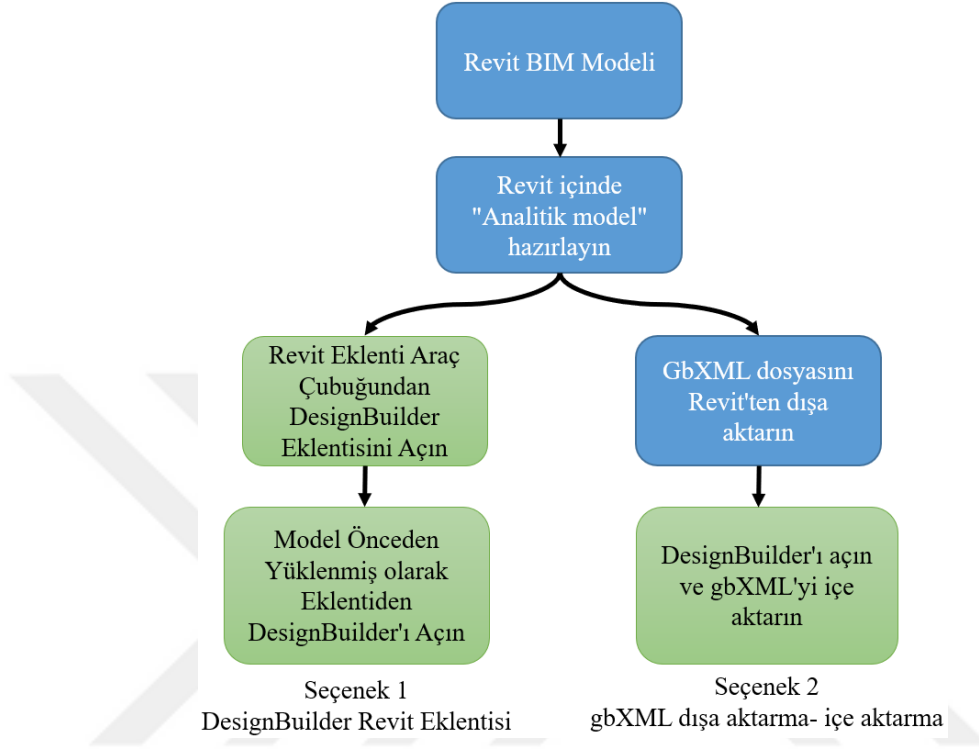 Revit BIM Modeli
Revit içinde
"Analitik model"
hazırlayın
Revit Eklenti Araç
Çubuğundan
DesignBuilder
Eklentisini Açın
GbXML dosyasını
Revit'ten dışa
aktarın
Model Önceden
Yüklenmiş olarak
Eklentiden
DesignBuilder'ı Açın
DesignBuilder'ı açın
ve gbXML'yi içe
aktarın
Seçenek 1
DesignBuilder Revit Eklentisi
Seçenek 2
gbXML dışa aktarma- içe aktarma